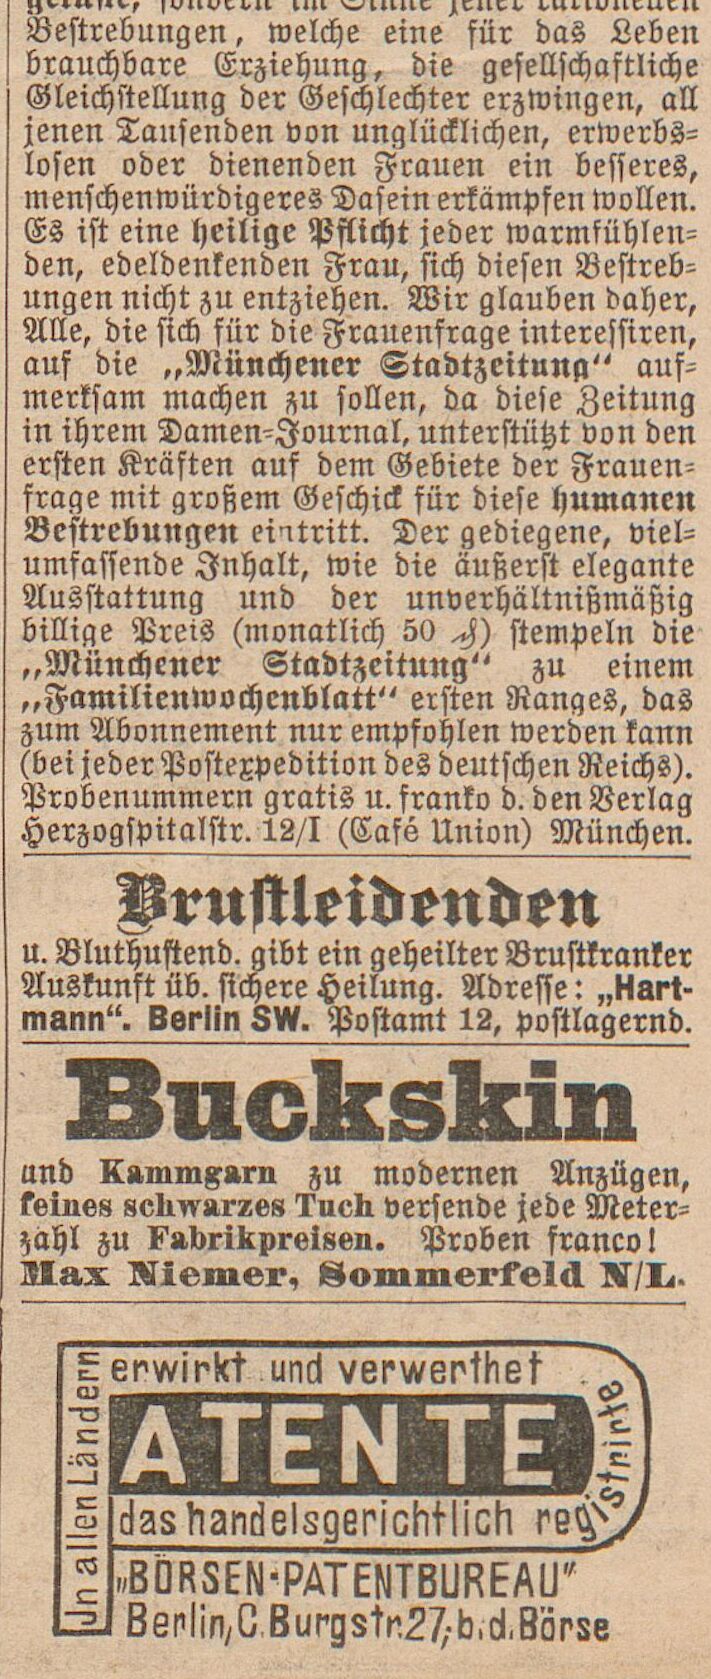 Bestrebungen, welche eine für das Leben
brauchbare Erziehung, die gesellschaftliche
Gleichstellung der Geschlechter erzwingen, all
jenen Tausenden von unglücklichen, erwerbs-
losen oder dienenden Frauen ein besseres,
menschenwürdigeres Dasein erkämpfen wollen.
Es ist eine heilige Pflicht jeder warmfühlen-
den, edeldenkenden Frau, sich diesen Bestreb-
ungen nicht zu entziehen. Wir glauben daher,
Alle, die sich für die Frauenfrage interessiren,
auf die „Münchener Stadtzeitung“ auf-
merksam machen zu sollen, da diese Zeitung
in ihrem Damen-Journal, unterstützt von den
ersten Kräften auf dem Gebiete der Frauen-
frage mit großem Geschick für diese humanen
Bestrebungen eintritt. Der gediegene, viel-
umfassende Inhalt, wie die äußerst elegante
Ausstattung und der unverhältnißmäßig
billige Preis (monatlich 50 ₰) stempeln die
„Münchener Stadtzeitung“ zu einem
„Familienwochenblatt“ ersten Ranges, das
zum Abonnement nur empfohlen werden kann
(bei jeder Postexpedition des deutschen Reichs).
Probenummern gratis u. franko d. den Verlag
Herzogspitalstr. 12/I (Café Union) München.
Brustleidenden
u. Bluthustend. gibt ein geheilter Brustkranker
Auskunft üb. sichere Heilung. Adresse: „Hart-
mann“. Berlin SW. Postamt 12, postlagernd.
Buckskin
und Kammgarn zu modernen Anzügen,
feines schwarzes Tuch versende jede Meter-
zahl zu Fabrikpreisen. Proben franco!
Max Niemer, Sommerfeld N/L.
Jn allen Ländern
erwirkt und verwerthet
PATENTE
das handelsgerichtlich registrirte
„BÖRSEN-PATENTBUREAU“
Berlin, C. Burgstr. 27, b. d. Börse